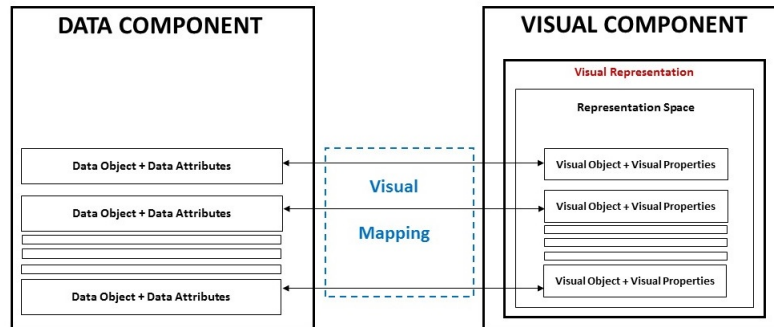 DATA COMPONENT
Data Object + Data Attributes
Data Object + Data Attributes
Data Object + Data Attributes
Visual
Mapping
VISUAL COMPONENT
Visual Representation
Representation Space
Visual Object + Visual Properties
Visual Object + Visual Properties
Visual Object + Visual Properties